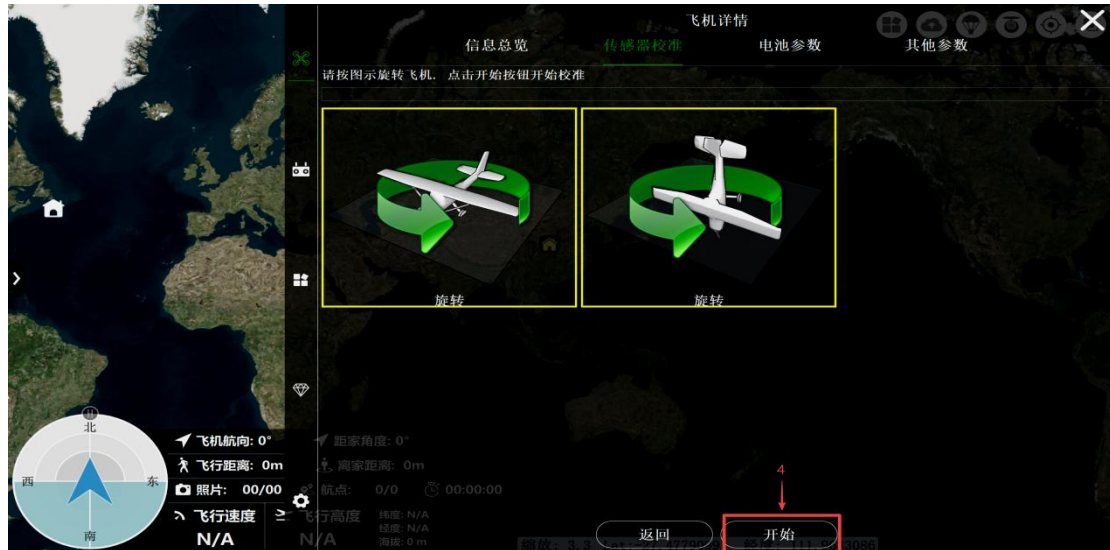 飞机详情
信息总览 传感器校准 电池参数 其他参数
请按图示旋转飞机. 点击开始按钮开始校准
旋转 旋转
北
西 东
南
飞机航向: 0° 距家角度: 0°
飞行距离: 0m 离家距离: 0m
照片: 00/00 航点: 0/0 00:00:00
飞行速度 飞行高度 纬度: N/A
经度: N/A
N/A N/A 海拔: 0 m
4
返回 开始
缩放: 3.3